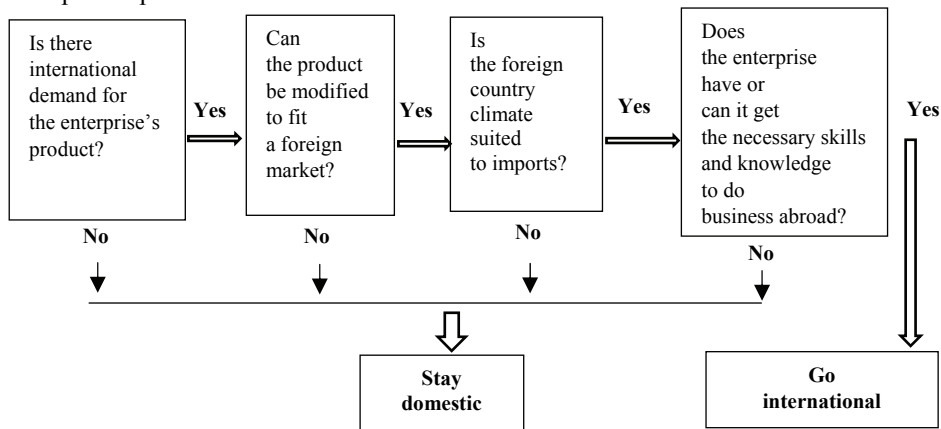 Is there
international
demand for
the enterprise's
product?
Yes
Can
the product
be modified
to fit
a foreign
market?
Yes
Is
the foreign
country
climate
suited
to imports?
Yes
Does
the enterprise
have or
can it get
the necessary skills
and knowledge
to do
business abroad?
Yes
No
No
No
No
Stay
domestic
Go
international